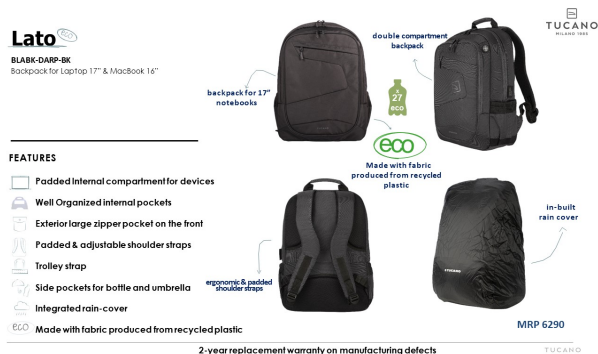 Lato eco
TUCANO
MILANO 1985
BLABK-DARP-BK
Backpack for Laptop 17" & MacBook 16"
double compartment
backpack
backpack for 17"
notebooks
x
27
eco
eco
Made with fabric
produced from recycled
plastic
FEATURES
Padded Internal compartment for devices
Well Organized internal pockets
Exterior large zipper pocket on the front
Padded & adjustable shoulder straps
Trolley strap
Side pockets for bottle and umbrella
Integrated rain-cover
eco Made with fabric produced from recycled plastic
ergonomic & padded
shoulder straps
in-built
rain cover
TUCANO
MRP 6290
2-year replacement warranty on manufacturing defects
TUCANO